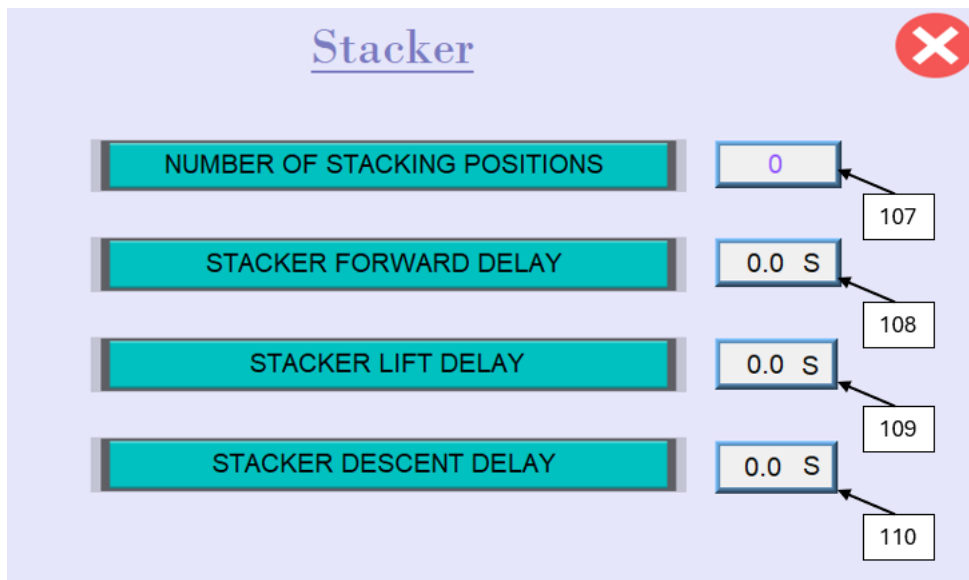 Stacker
NUMBER OF STACKING POSITIONS 0
107
STACKER FORWARD DELAY 0.0 S
108
STACKER LIFT DELAY 0.0 S
109
STACKER DESCENT DELAY 0.0 S
110